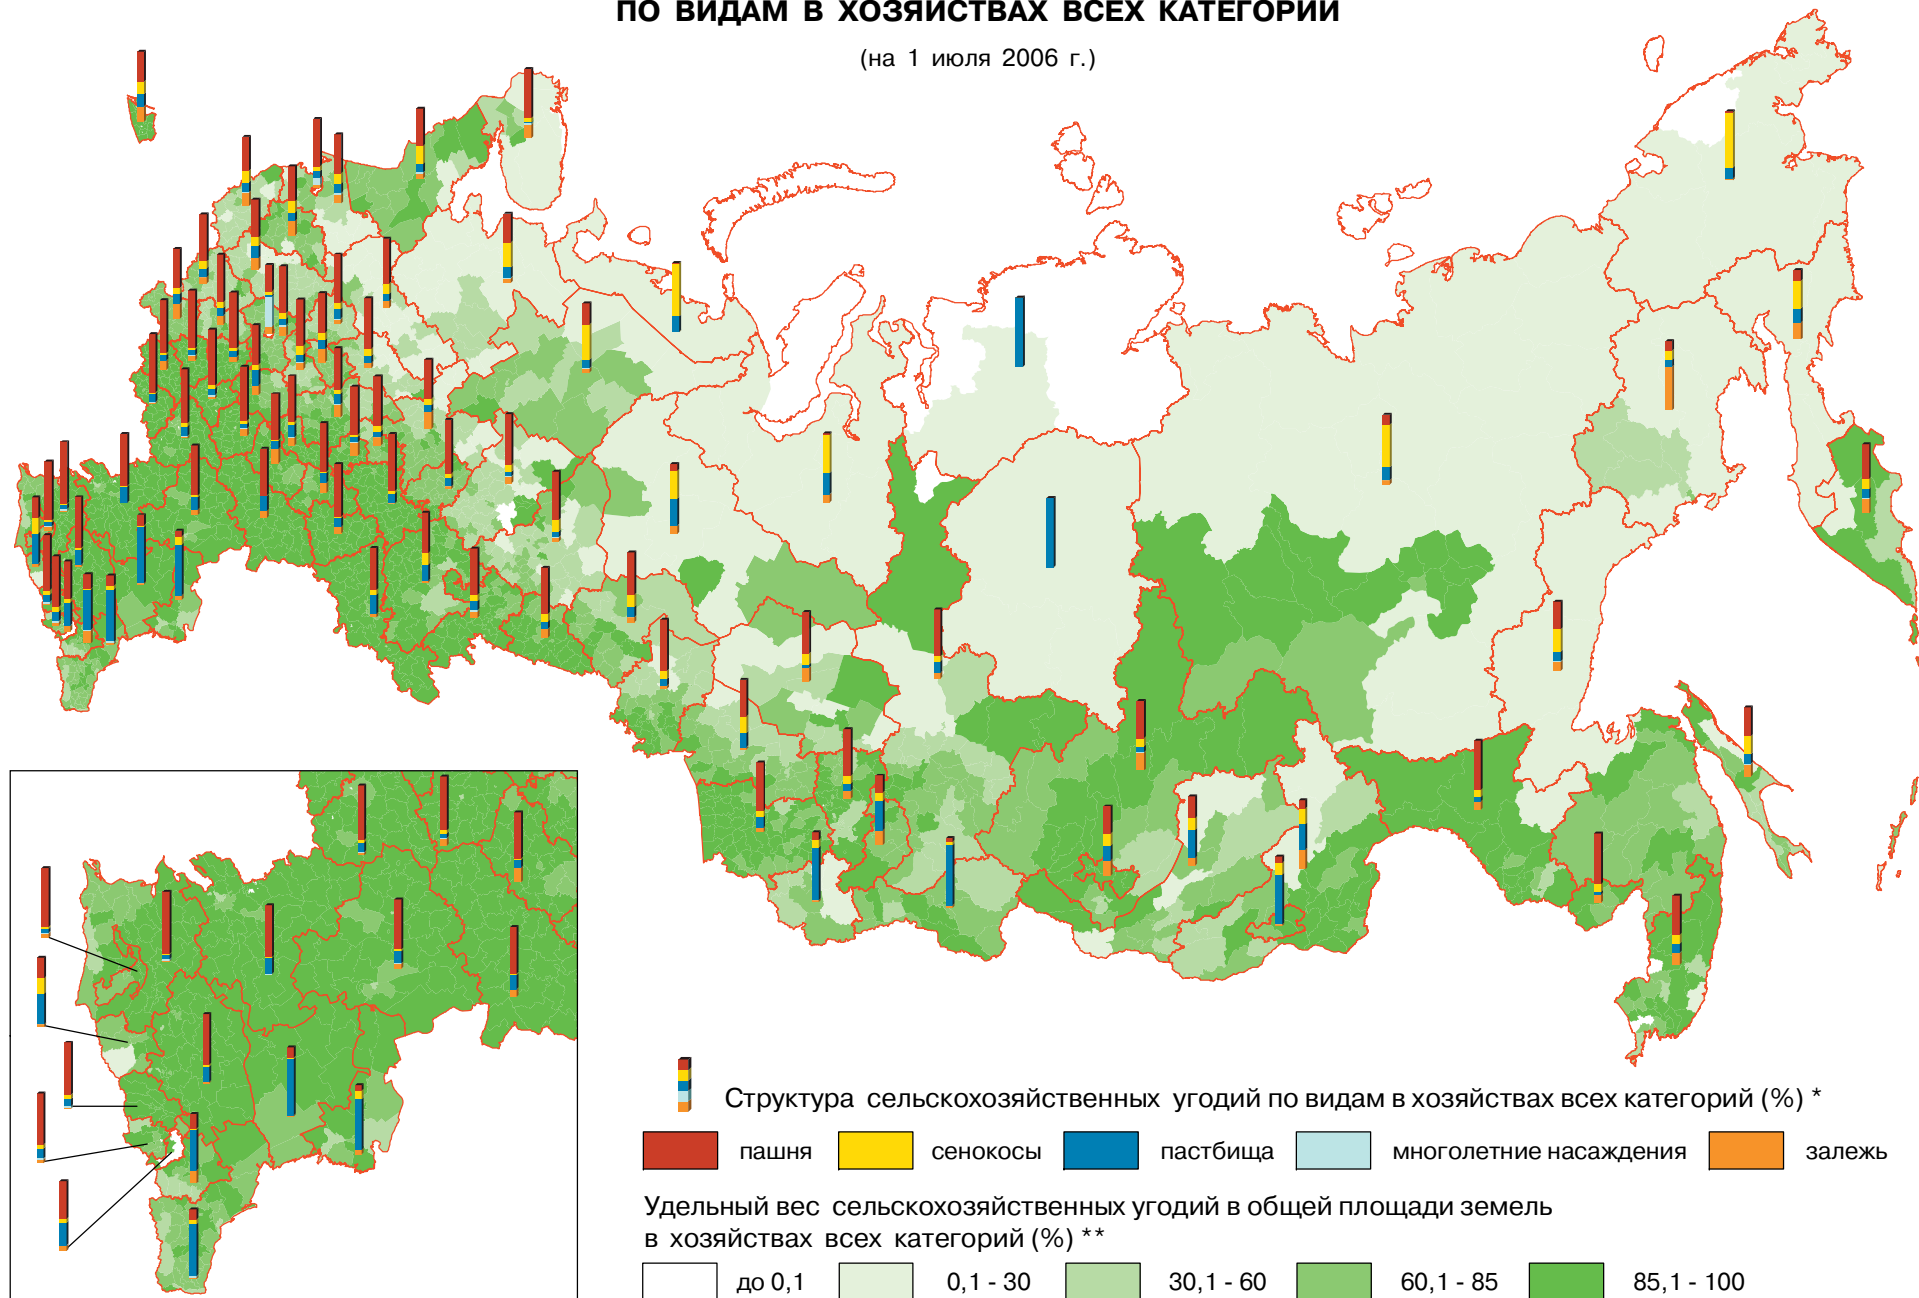 ПО ВИДАМ В ХОЗЯЙСТВАХ ВСЕХ КАТЕГОРИЙ
(на 1 июля 2006 г.)
Структура сельскохозяйственных угодий по видам в хозяйствах всех категорий (%) *
пашня сенокосы пастбища многолетние насаждения залежь
Удельный вес сельскохозяйственных угодий в общей площади земель
в хозяйствах всех категорий (%) **
до 0,1 0,1 - 30 30,1 - 60 60,1 - 85 85,1 - 100